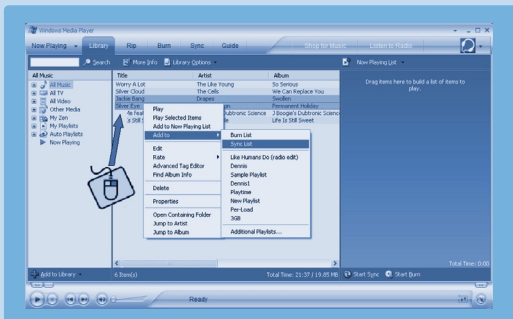 Windows Media Player
Now Playing Library Rip Burn Sync Guide Shop for Music Listen to Radio
Search More Info Library Options Now Playing List
All Music Title Artist Album
All Music Worry A Lot The Like Young So Serious
All TV Silver Cloud The Cells We Can Replace You
All Video Jackie Bang Drapes Swollen
Other Media Silver Eye Permanent Holiday
My Zen Dubtronic Science J Boogie's Dubtronic Scienc
My Playlists s Still Life Is Still Sweet
Auto Playlists
Now Playing
Drag items here to build a list of items to
play.
Play
Play Selected Items
Add to Now Playing List
Add to
Edit
Rate
Advanced Tag Editor
Find Album Info
Delete
Properties
Open Containing Folder
Jump to Artist
Jump to Album
Burn List
Sync List
Like Humans Do (radio edit)
Dennis
Sample Playlist
Dennis1
Playtime
New Playlist
Per-Load
3GB
Additional Playlists...
Total Time: 0:00
Add to Library 6 Item(s) Total Time: 21:37 / 19.85 MB Start Sync Start Burn
Ready